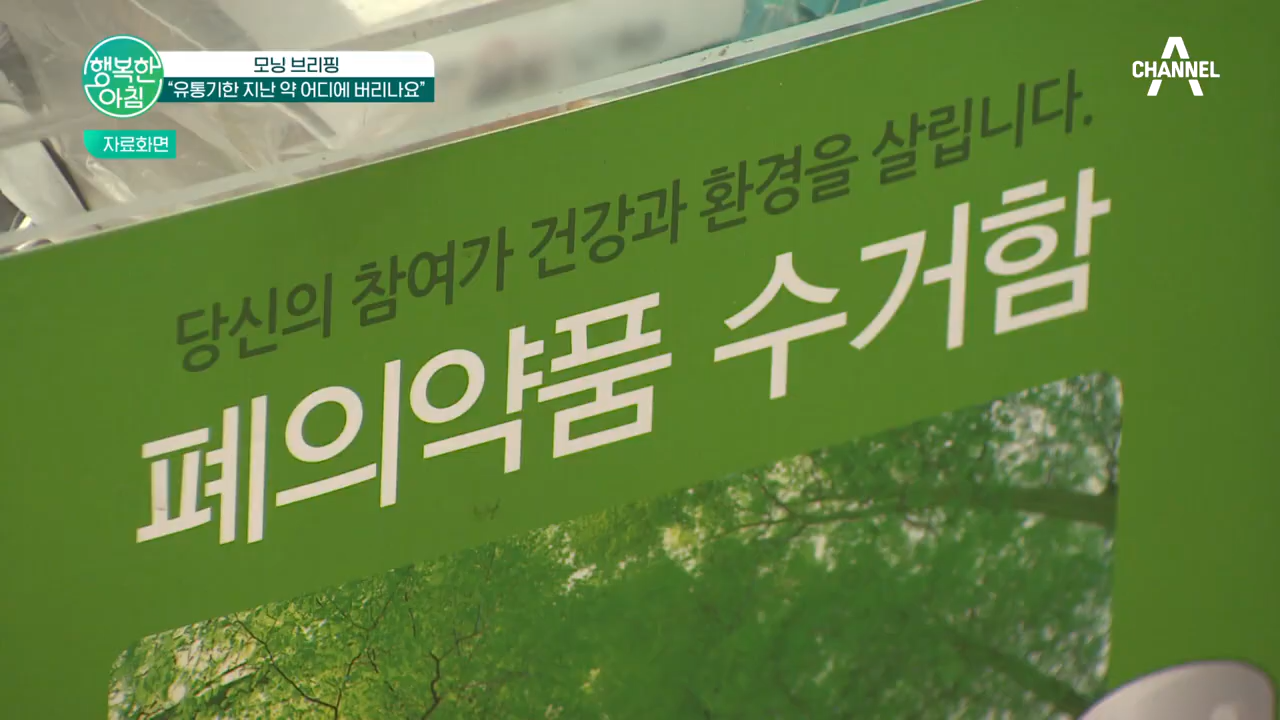 행복한
아침
모닝 브리핑
“유통기한 지난 약 어디에 버리나요”
자료화면
CHANNEL A
당신의 참여가 건강과 환경을 살립니다.
폐의약품 수거함